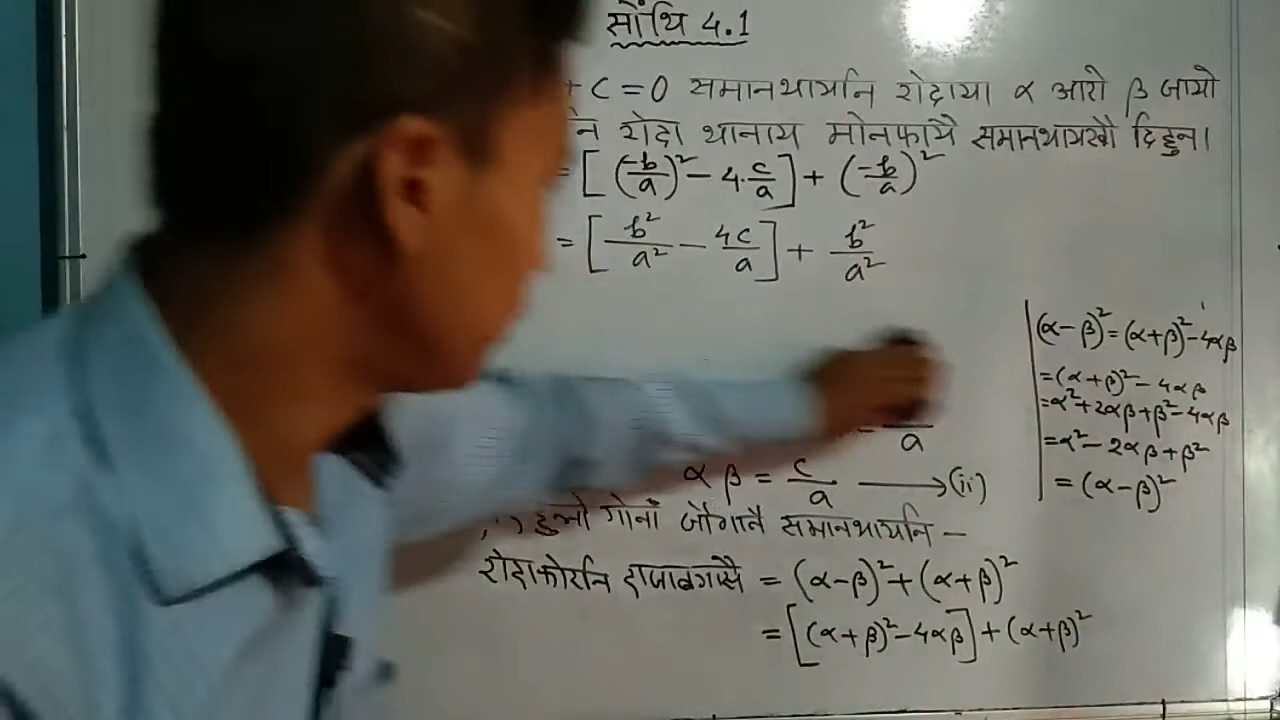 सोंथि 4.1
+ c = 0 समानथायनि रोदाया α आरो β जायो
नि रोदा थानाय मोनफायै समानथायखौ दिहुन।
= [(-b/a)² - 4.c/a] + (-b/a)²
= [b²/a² - 4c/a] + b²/a²
(α-β)² = (α+β)² - 4αβ
= (α+β)² - 4αβ
= α² + 2αβ + β² - 4αβ
= α² - 2αβ + β²
= (α-β)²
a
αβ = c/a ⟶ (ii)
समानथायनि -
= (α-β)² + (α+β)²
= [(α+β)² - 4αβ] + (α+β)²